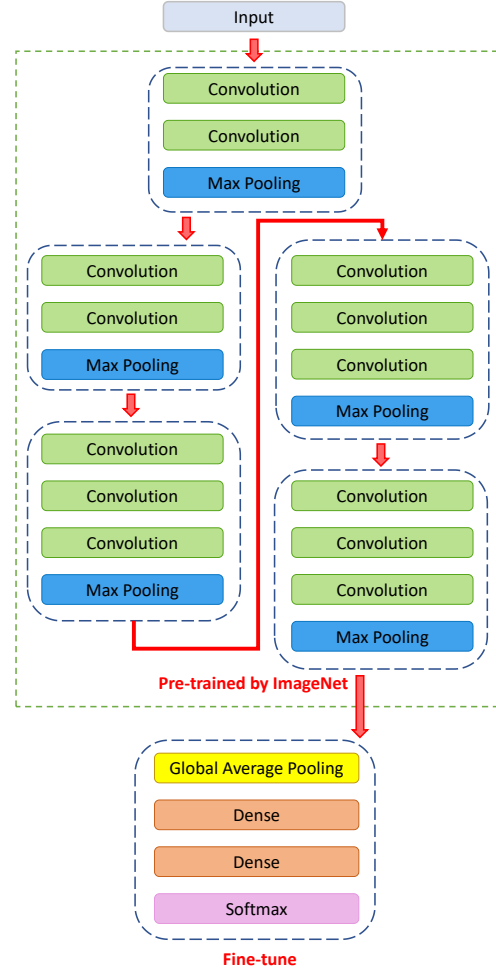 Input
Convolution
Convolution
Max Pooling
Convolution
Convolution
Max Pooling
Convolution
Convolution
Convolution
Max Pooling
Convolution
Convolution
Convolution
Max Pooling
Convolution
Convolution
Convolution
Max Pooling
Pre-trained by ImageNet
Global Average Pooling
Dense
Dense
Softmax
Fine-tune